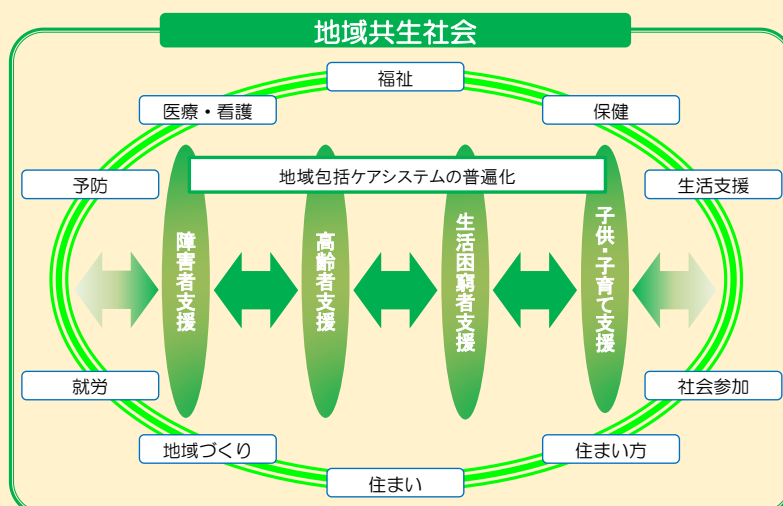 地域共生社会
福祉
医療・看護
保健
予防
地域包括ケアシステムの普遍化
生活支援
障害者支援
高齢者支援
生活困窮者支援
子供・子育て支援
就労
社会参加
地域づくり
住まい方
住まい